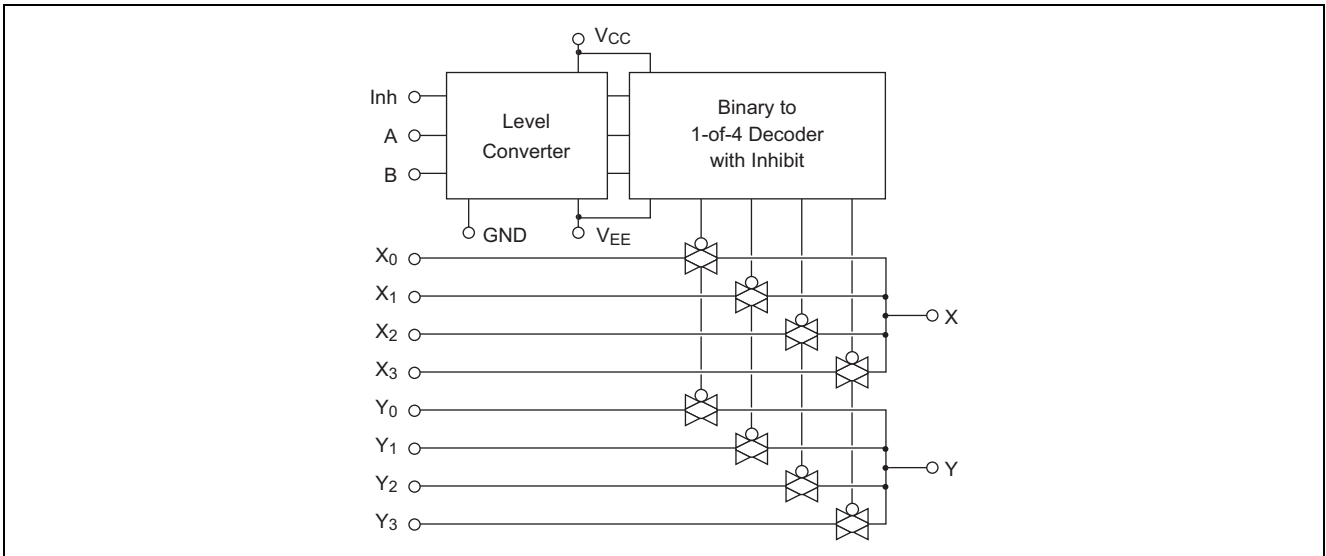 VCC
Inh
A
B
Level
Converter
Binary to
1-of-4 Decoder
with Inhibit
GND
VEE
X0
X1
X2
X3
Y0
Y1
Y2
Y3
X
Y